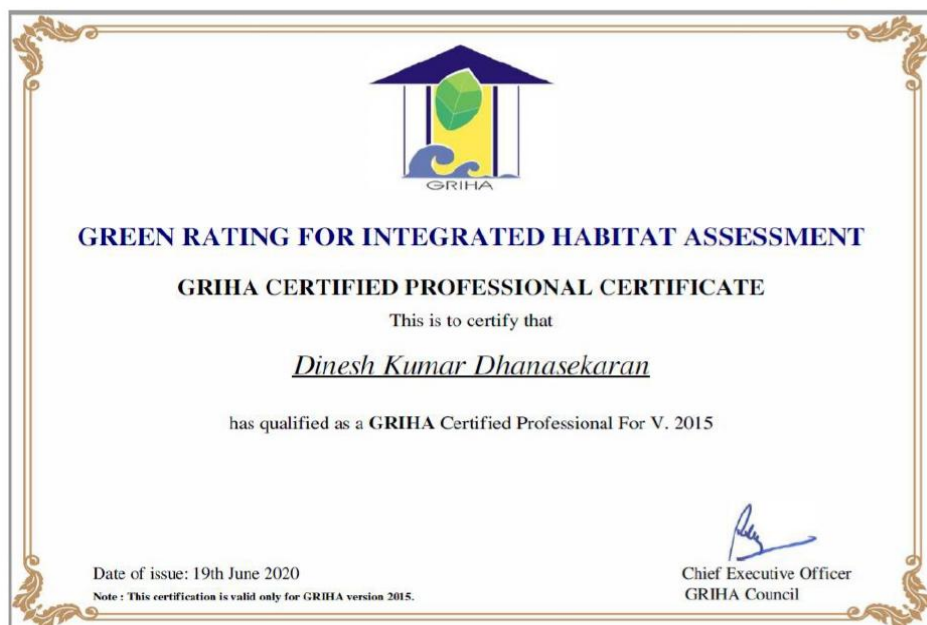 GRIHA
GREEN RATING FOR INTEGRATED HABITAT ASSESSMENT
GRIHA CERTIFIED PROFESSIONAL CERTIFICATE
This is to certify that
Dinesh Kumar Dhanasekaran
has qualified as a GRIHA Certified Professional For V. 2015
Date of issue: 19th June 2020
Note : This certification is valid only for GRIHA version 2015.
Chief Executive Officer
GRIHA Council